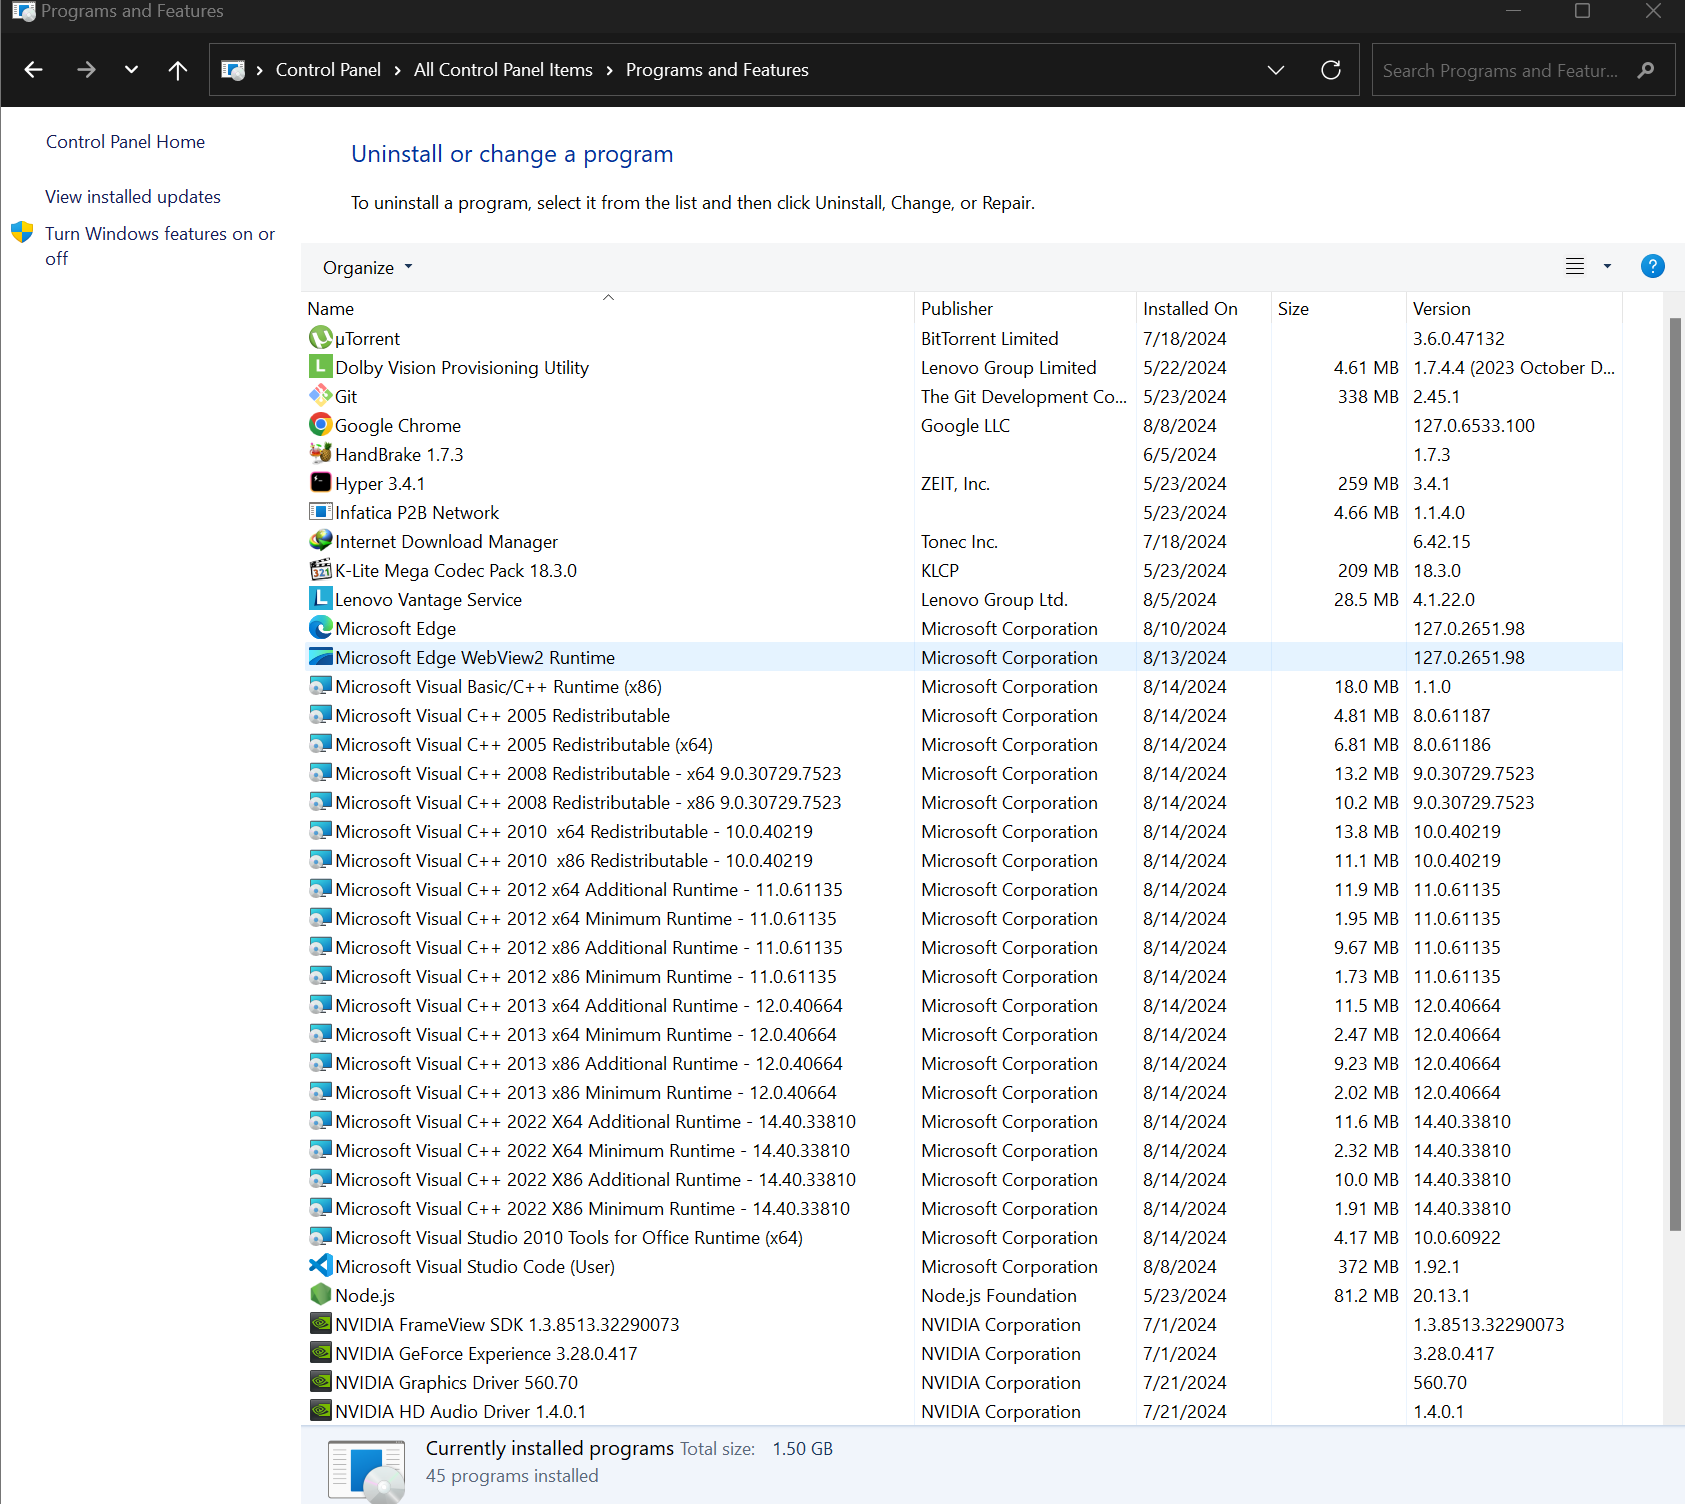 Programs and Features
Control Panel › All Control Panel Items › Programs and Features
Search Programs and Featur...
Control Panel Home
View installed updates
Turn Windows features on or
off
Uninstall or change a program
To uninstall a program, select it from the list and then click Uninstall, Change, or Repair.
Organize
?
Name Publisher Installed On Size Version
µTorrent BitTorrent Limited 7/18/2024 3.6.0.47132
Dolby Vision Provisioning Utility Lenovo Group Limited 5/22/2024 4.61 MB 1.7.4.4 (2023 October D...
Git The Git Development Co... 5/23/2024 338 MB 2.45.1
Google Chrome Google LLC 8/8/2024 127.0.6533.100
HandBrake 1.7.3 6/5/2024 1.7.3
Hyper 3.4.1 ZEIT, Inc. 5/23/2024 259 MB 3.4.1
Infatica P2B Network 5/23/2024 4.66 MB 1.1.4.0
Internet Download Manager Tonec Inc. 7/18/2024 6.42.15
K-Lite Mega Codec Pack 18.3.0 KLCP 5/23/2024 209 MB 18.3.0
Lenovo Vantage Service Lenovo Group Ltd. 8/5/2024 28.5 MB 4.1.22.0
Microsoft Edge Microsoft Corporation 8/10/2024 127.0.2651.98
Microsoft Edge WebView2 Runtime Microsoft Corporation 8/13/2024 127.0.2651.98
Microsoft Visual Basic/C++ Runtime (x86) Microsoft Corporation 8/14/2024 18.0 MB 1.1.0
Microsoft Visual C++ 2005 Redistributable Microsoft Corporation 8/14/2024 4.81 MB 8.0.61187
Microsoft Visual C++ 2005 Redistributable (x64) Microsoft Corporation 8/14/2024 6.81 MB 8.0.61186
Microsoft Visual C++ 2008 Redistributable - x64 9.0.30729.7523 Microsoft Corporation 8/14/2024 13.2 MB 9.0.30729.7523
Microsoft Visual C++ 2008 Redistributable - x86 9.0.30729.7523 Microsoft Corporation 8/14/2024 10.2 MB 9.0.30729.7523
Microsoft Visual C++ 2010  x64 Redistributable - 10.0.40219 Microsoft Corporation 8/14/2024 13.8 MB 10.0.40219
Microsoft Visual C++ 2010  x86 Redistributable - 10.0.40219 Microsoft Corporation 8/14/2024 11.1 MB 10.0.40219
Microsoft Visual C++ 2012 x64 Additional Runtime - 11.0.61135 Microsoft Corporation 8/14/2024 11.9 MB 11.0.61135
Microsoft Visual C++ 2012 x64 Minimum Runtime - 11.0.61135 Microsoft Corporation 8/14/2024 1.95 MB 11.0.61135
Microsoft Visual C++ 2012 x86 Additional Runtime - 11.0.61135 Microsoft Corporation 8/14/2024 9.67 MB 11.0.61135
Microsoft Visual C++ 2012 x86 Minimum Runtime - 11.0.61135 Microsoft Corporation 8/14/2024 1.73 MB 11.0.61135
Microsoft Visual C++ 2013 x64 Additional Runtime - 12.0.40664 Microsoft Corporation 8/14/2024 11.5 MB 12.0.40664
Microsoft Visual C++ 2013 x64 Minimum Runtime - 12.0.40664 Microsoft Corporation 8/14/2024 2.47 MB 12.0.40664
Microsoft Visual C++ 2013 x86 Additional Runtime - 12.0.40664 Microsoft Corporation 8/14/2024 9.23 MB 12.0.40664
Microsoft Visual C++ 2013 x86 Minimum Runtime - 12.0.40664 Microsoft Corporation 8/14/2024 2.02 MB 12.0.40664
Microsoft Visual C++ 2022 X64 Additional Runtime - 14.40.33810 Microsoft Corporation 8/14/2024 11.6 MB 14.40.33810
Microsoft Visual C++ 2022 X64 Minimum Runtime - 14.40.33810 Microsoft Corporation 8/14/2024 2.32 MB 14.40.33810
Microsoft Visual C++ 2022 X86 Additional Runtime - 14.40.33810 Microsoft Corporation 8/14/2024 10.0 MB 14.40.33810
Microsoft Visual C++ 2022 X86 Minimum Runtime - 14.40.33810 Microsoft Corporation 8/14/2024 1.91 MB 14.40.33810
Microsoft Visual Studio 2010 Tools for Office Runtime (x64) Microsoft Corporation 8/14/2024 4.17 MB 10.0.60922
Microsoft Visual Studio Code (User) Microsoft Corporation 8/8/2024 372 MB 1.92.1
Node.js Node.js Foundation 5/23/2024 81.2 MB 20.13.1
NVIDIA FrameView SDK 1.3.8513.32290073 NVIDIA Corporation 7/1/2024 1.3.8513.32290073
NVIDIA GeForce Experience 3.28.0.417 NVIDIA Corporation 7/1/2024 3.28.0.417
NVIDIA Graphics Driver 560.70 NVIDIA Corporation 7/21/2024 560.70
NVIDIA HD Audio Driver 1.4.0.1 NVIDIA Corporation 7/21/2024 1.4.0.1
Currently installed programs Total size: 1.50 GB
45 programs installed